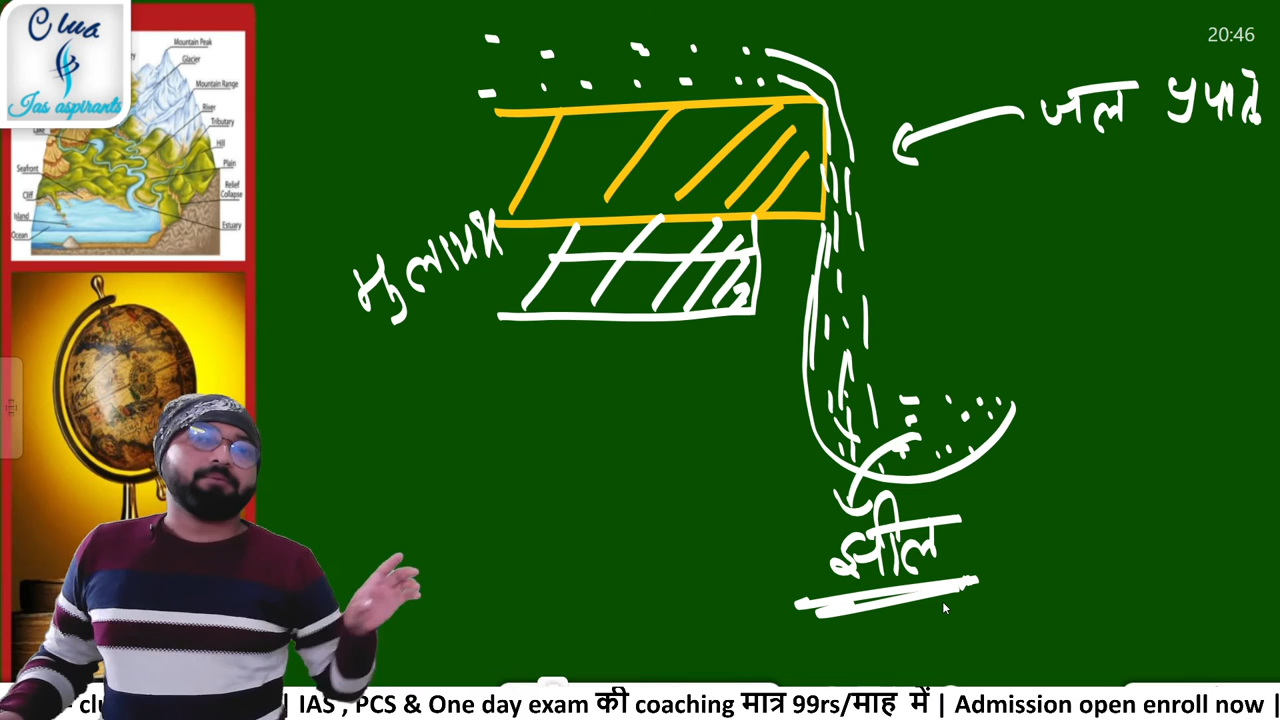 Clua
Ias aspirants
20:46
Mountain Peak
Glacier
Mountain Range
River
Tributary
Hill
Plain
Relief
Collapse
Estuary
Lake
Seafront
Cliff
Island
Ocean
जल प्रपात
मुलायम
झील
IAS , PCS & One day exam की coaching मात्र 99rs/माह में | Admission open enroll now |